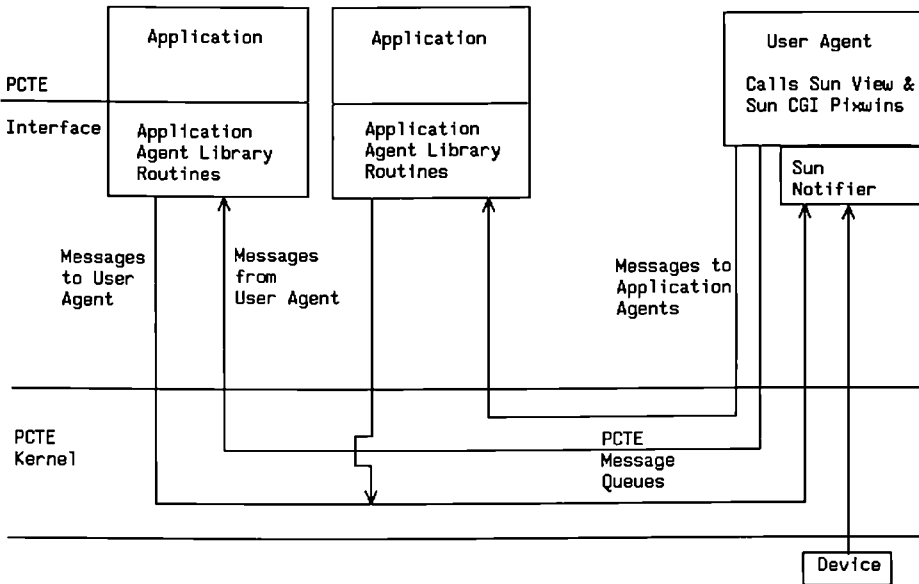 Application
Application
User Agent
Calls Sun View &
Sun CGI Pixwins
PCTE
Interface
Application
Agent Library
Routines
Application
Agent Library
Routines
Sun
Notifier
Messages
to User
Agent
Messages
from
User Agent
Messages to
Application
Agents
PCTE
Kernel
PCTE
Message
Queues
Device